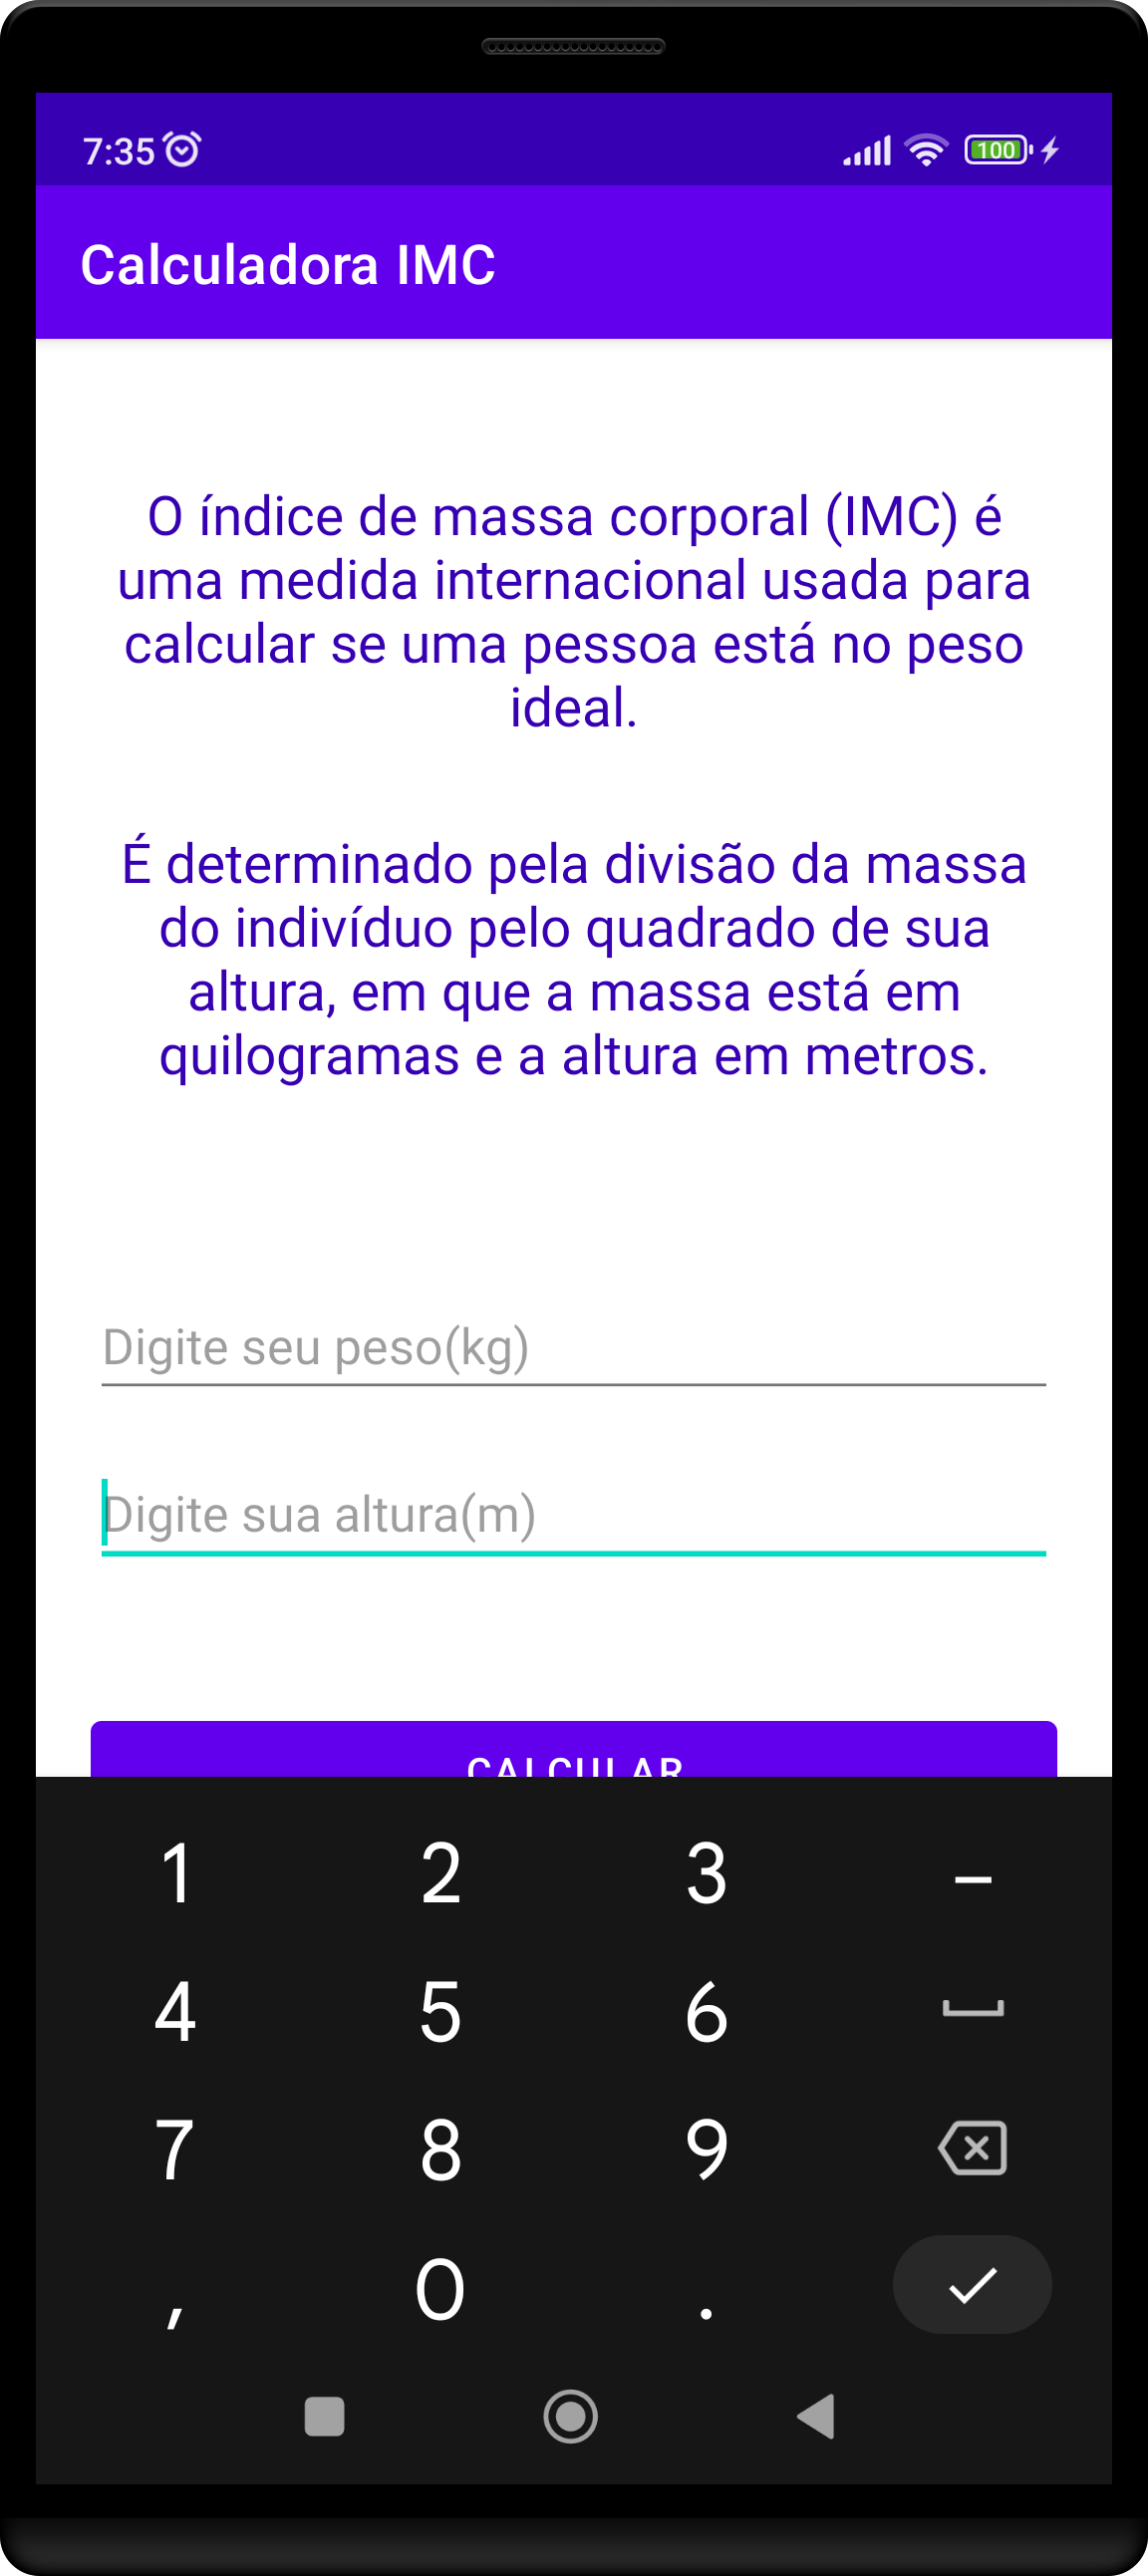 7:35
100
Calculadora IMC
O índice de massa corporal (IMC) é
uma medida internacional usada para
calcular se uma pessoa está no peso
ideal.
É determinado pela divisão da massa
do indivíduo pelo quadrado de sua
altura, em que a massa está em
quilogramas e a altura em metros.
Digite seu peso(kg)
Digite sua altura(m)
CALCULAR
1 2 3 –
4 5 6
7 8 9
, 0 .